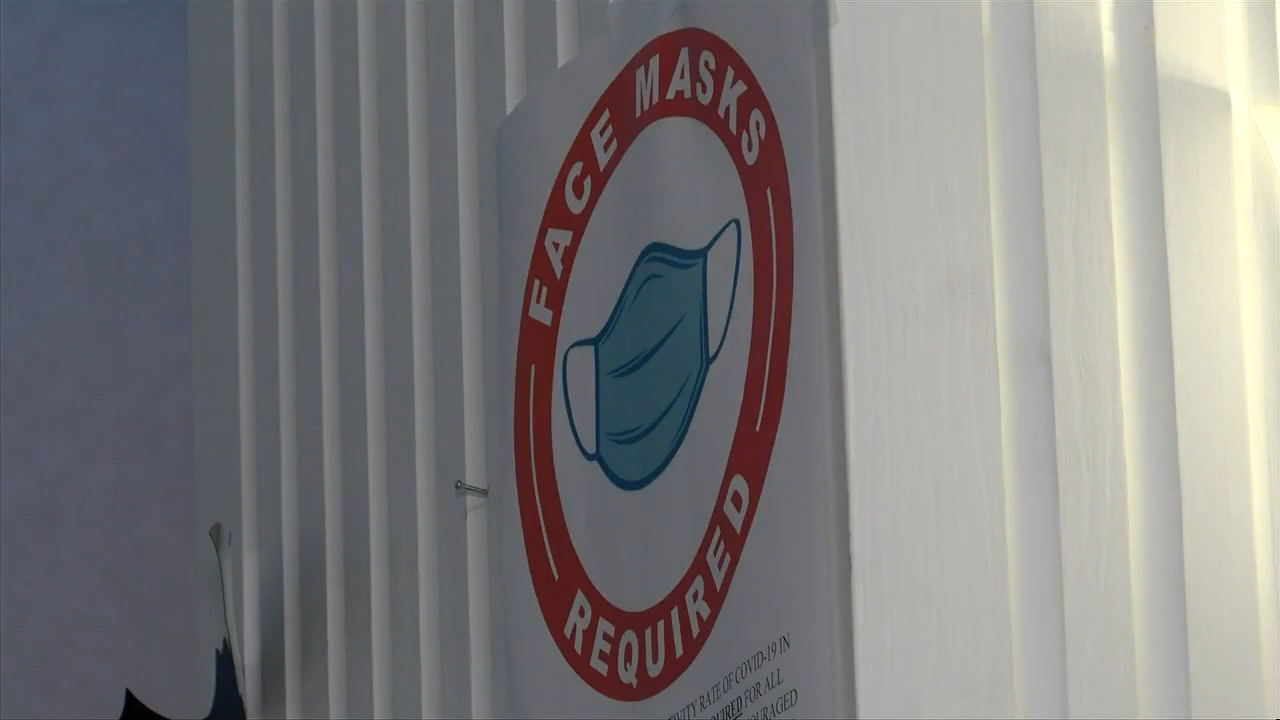 FACE MASKS
REQUIRED
RATE OF COVID-19 IN
FOR ALL